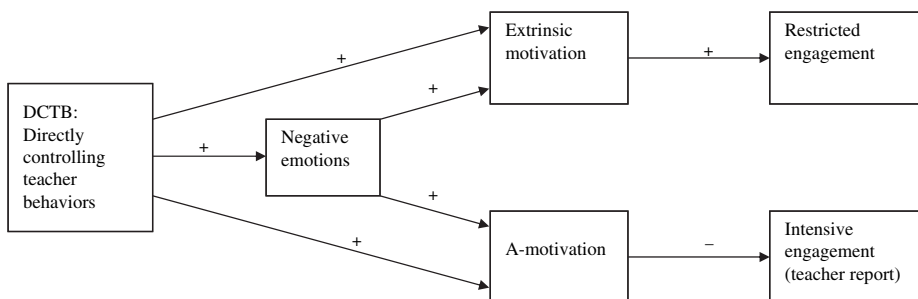 Extrinsic
motivation
+
Restricted
engagement
+
+
DCTB:
Directly
controlling
teacher
behaviors
+
Negative
emotions
+
+
A-motivation
–
Intensive
engagement
(teacher report)